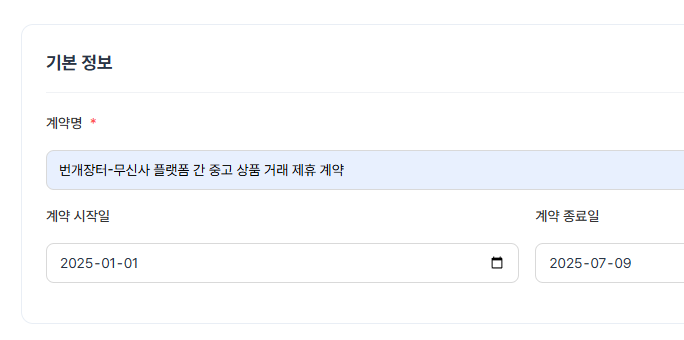 기본 정보
계약명 *
번개장터-무신사 플랫폼 간 중고 상품 거래 제휴 계약
계약 시작일 계약 종료일
2025-01-01 2025-07-09